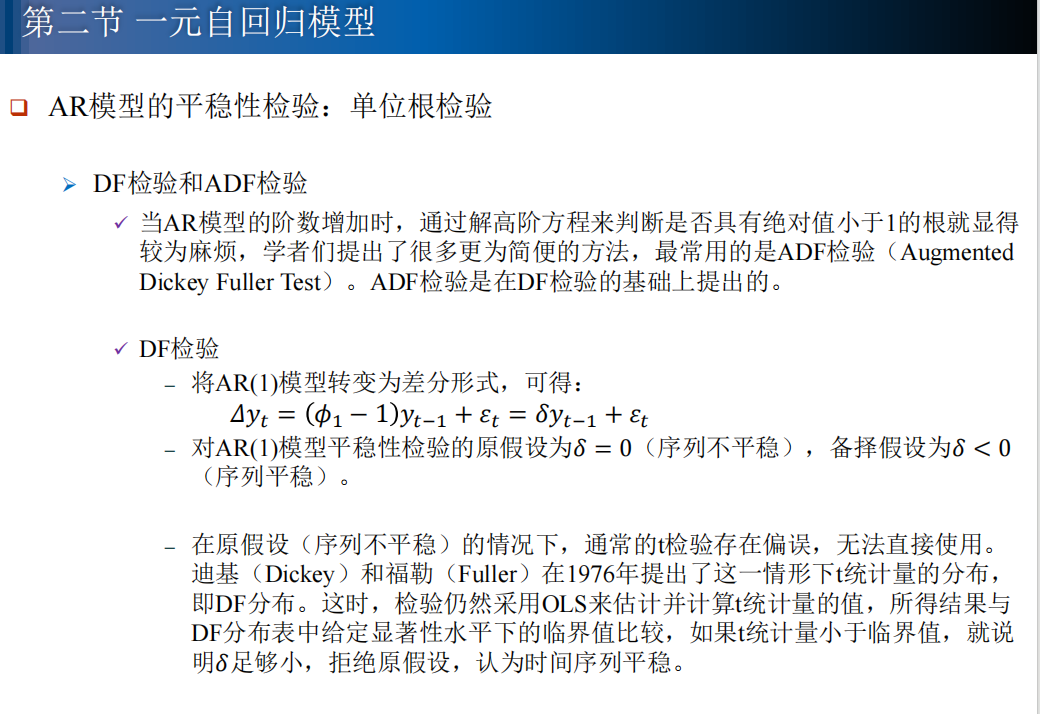 第二节 一元自回归模型
AR模型的平稳性检验：单位根检验
DF检验和ADF检验
当AR模型的阶数增加时，通过解高阶方程来判断是否具有绝对值小于1的根就显得
较为麻烦，学者们提出了很多更为简便的方法，最常用的是ADF检验（Augmented
Dickey Fuller Test）。ADF检验是在DF检验的基础上提出的。
DF检验
– 将AR(1)模型转变为差分形式，可得：
Δyₜ = (ϕ₁ − 1)yₜ₋₁ + εₜ = δyₜ₋₁ + εₜ
– 对AR(1)模型平稳性检验的原假设为δ = 0（序列不平稳），备择假设为δ < 0
（序列平稳）。
– 在原假设（序列不平稳）的情况下，通常的t检验存在偏误，无法直接使用。
迪基（Dickey）和福勒（Fuller）在1976年提出了这一情形下t统计量的分布，
即DF分布。这时，检验仍然采用OLS来估计并计算t统计量的值，所得结果与
DF分布表中给定显著性水平下的临界值比较，如果t统计量小于临界值，就说
明δ足够小，拒绝原假设，认为时间序列平稳。